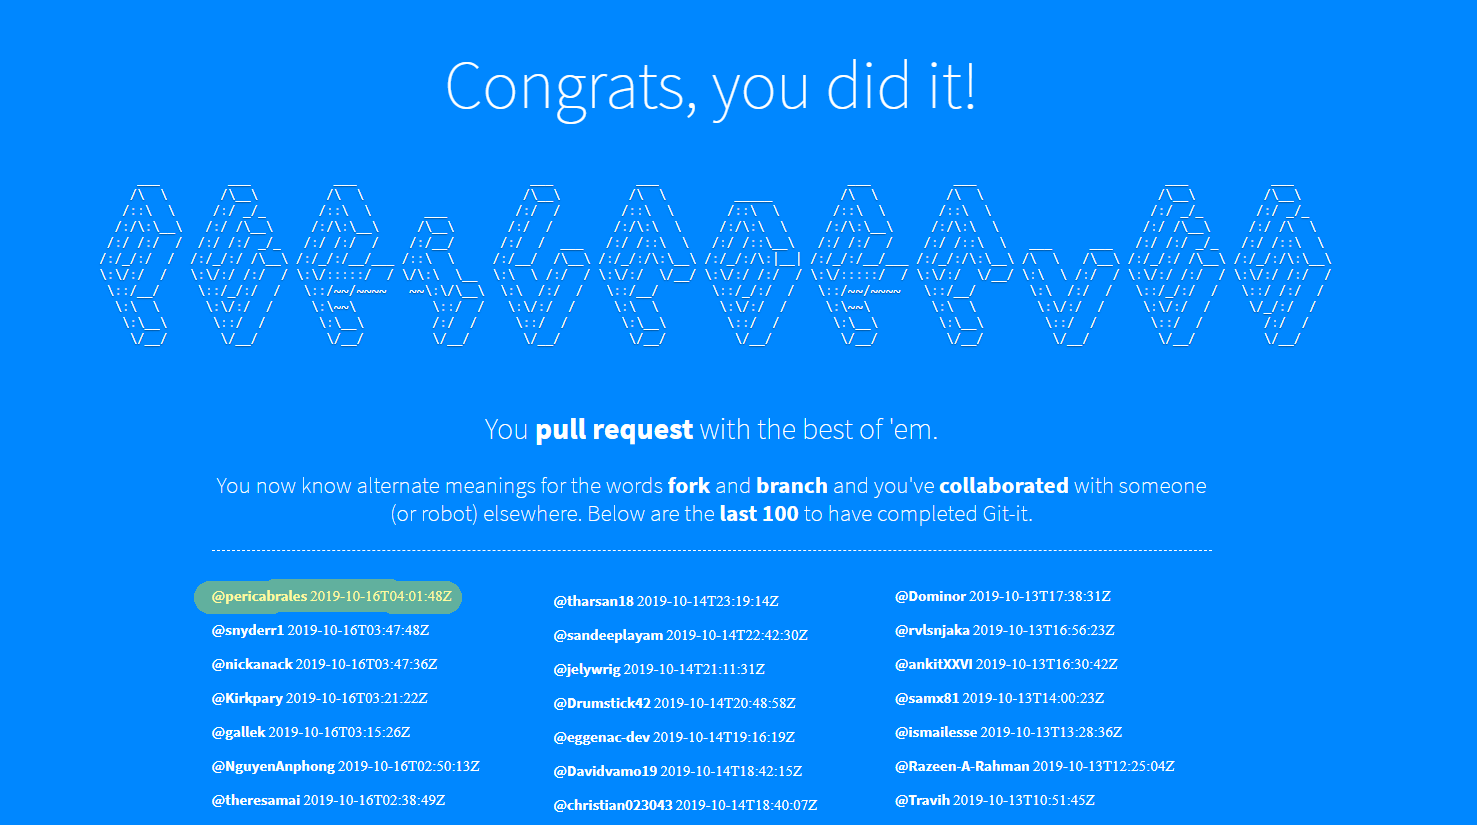 Congrats, you did it!
You pull request with the best of 'em.
You now know alternate meanings for the words fork and branch and you've collaborated with someone
(or robot) elsewhere. Below are the last 100 to have completed Git-it.
@pericabrales 2019-10-16T04:01:48Z
@snyderr1 2019-10-16T03:47:48Z
@nickanack 2019-10-16T03:47:36Z
@Kirkpary 2019-10-16T03:21:22Z
@gallek 2019-10-16T03:15:26Z
@NguyenAnphong 2019-10-16T02:50:13Z
@theresamai 2019-10-16T02:38:49Z
@tharsan18 2019-10-14T23:19:14Z
@sandeeplayam 2019-10-14T22:42:30Z
@jelywrig 2019-10-14T21:11:31Z
@Drumstick42 2019-10-14T20:48:58Z
@eggenac-dev 2019-10-14T19:16:19Z
@Davidvamo19 2019-10-14T18:42:15Z
@christian023043 2019-10-14T18:40:07Z
@Dominor 2019-10-13T17:38:31Z
@rvlsnjaka 2019-10-13T16:56:23Z
@ankitXXVI 2019-10-13T16:30:42Z
@samx81 2019-10-13T14:00:23Z
@ismailesse 2019-10-13T13:28:36Z
@Razeen-A-Rahman 2019-10-13T12:25:04Z
@Travih 2019-10-13T10:51:45Z